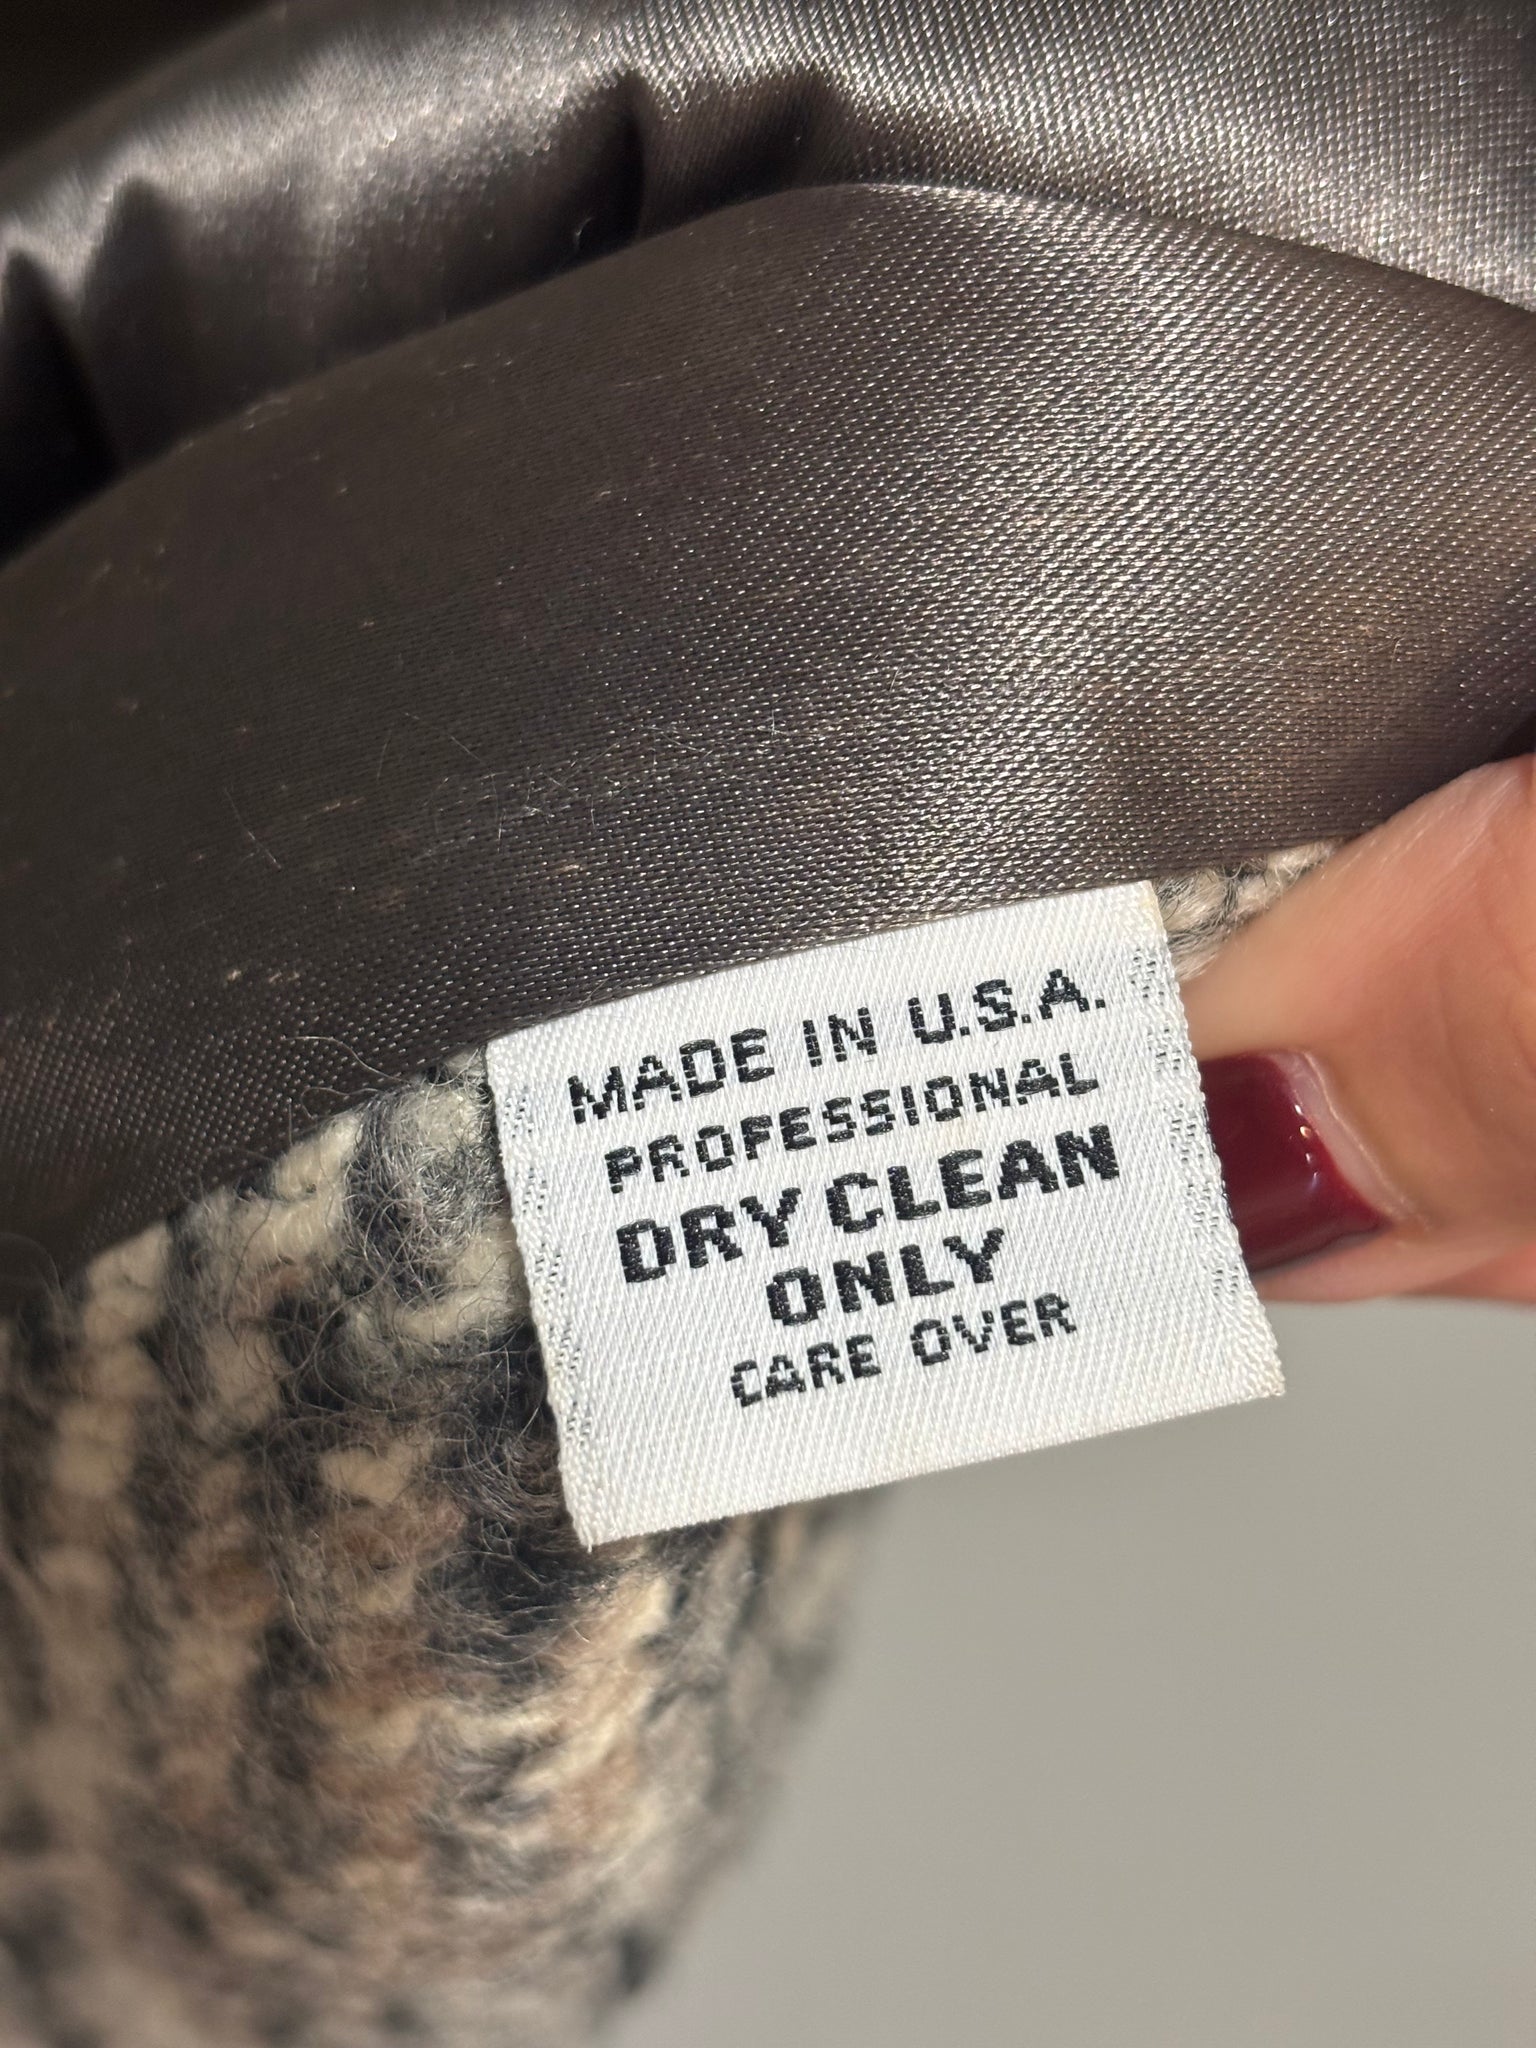 MADE IN U.S.A.
PROFESSIONAL
DRY CLEAN
ONLY
CARE OVER